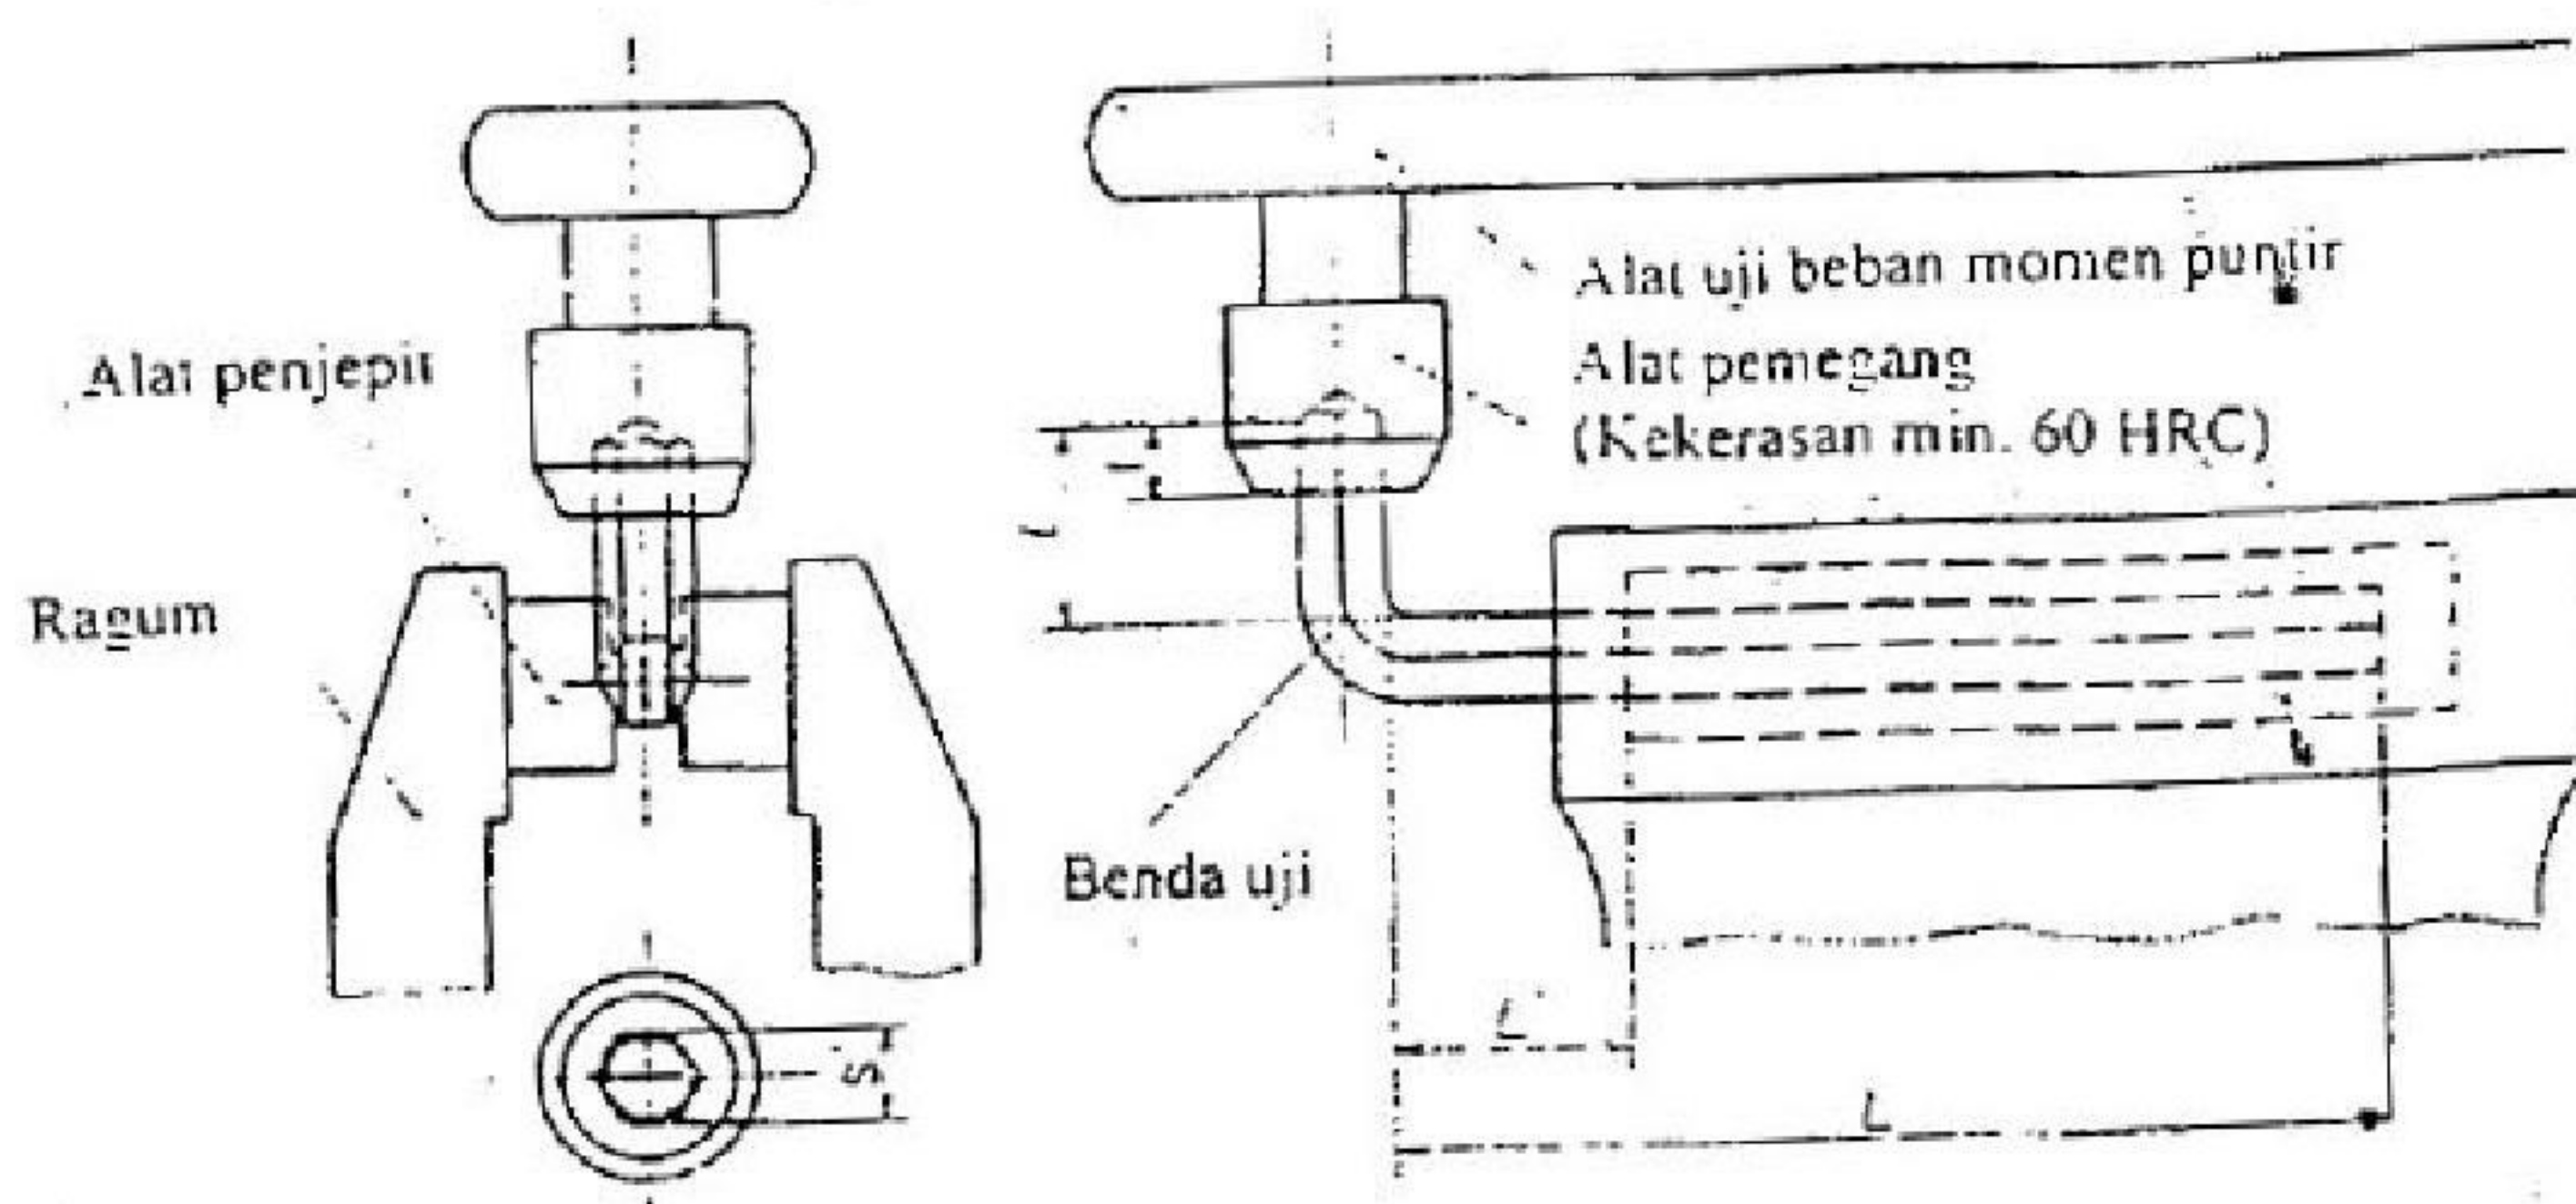 Alat penjepit
Ragum
Alat uji beban momen puntir
Alat pemegang
(Kekerasan min. 60 HRC)
Benda uji
S
L